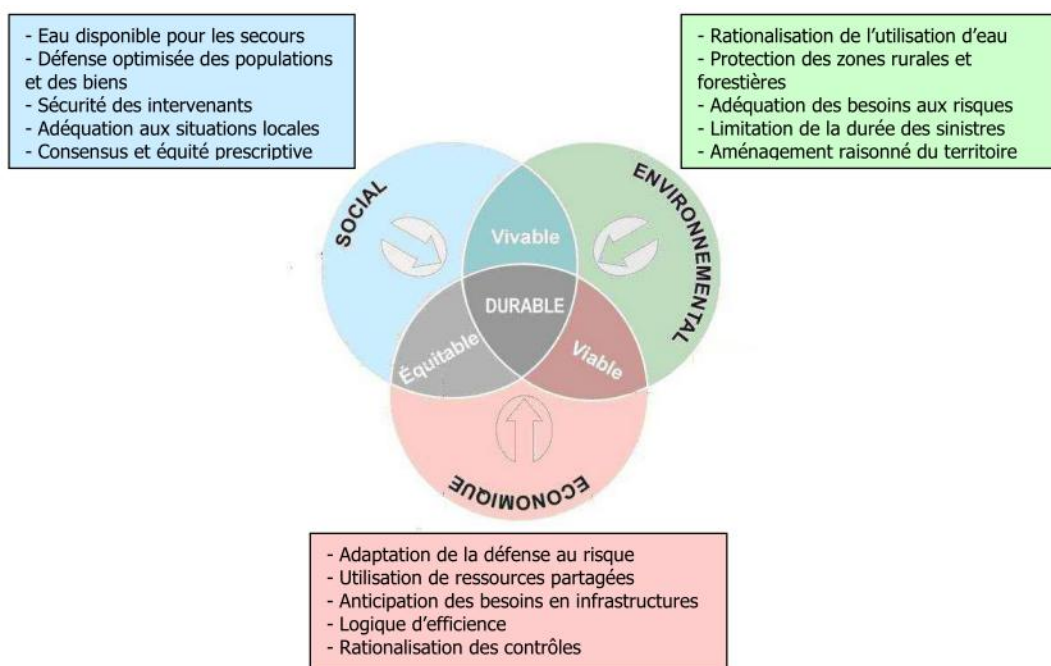 - Eau disponible pour les secours
- Défense optimisée des populations
et des biens
- Sécurité des intervenants
- Adéquation aux situations locales
- Consensus et équité prescriptive
- Rationalisation de l’utilisation d’eau
- Protection des zones rurales et
forestières
- Adéquation des besoins aux risques
- Limitation de la durée des sinistres
- Aménagement raisonné du territoire
SOCIAL
ENVIRONNEMENTAL
Vivable
DURABLE
Équitable
Viable
ECONOMIQUE
- Adaptation de la défense au risque
- Utilisation de ressources partagées
- Anticipation des besoins en infrastructures
- Logique d’efficience
- Rationalisation des contrôles